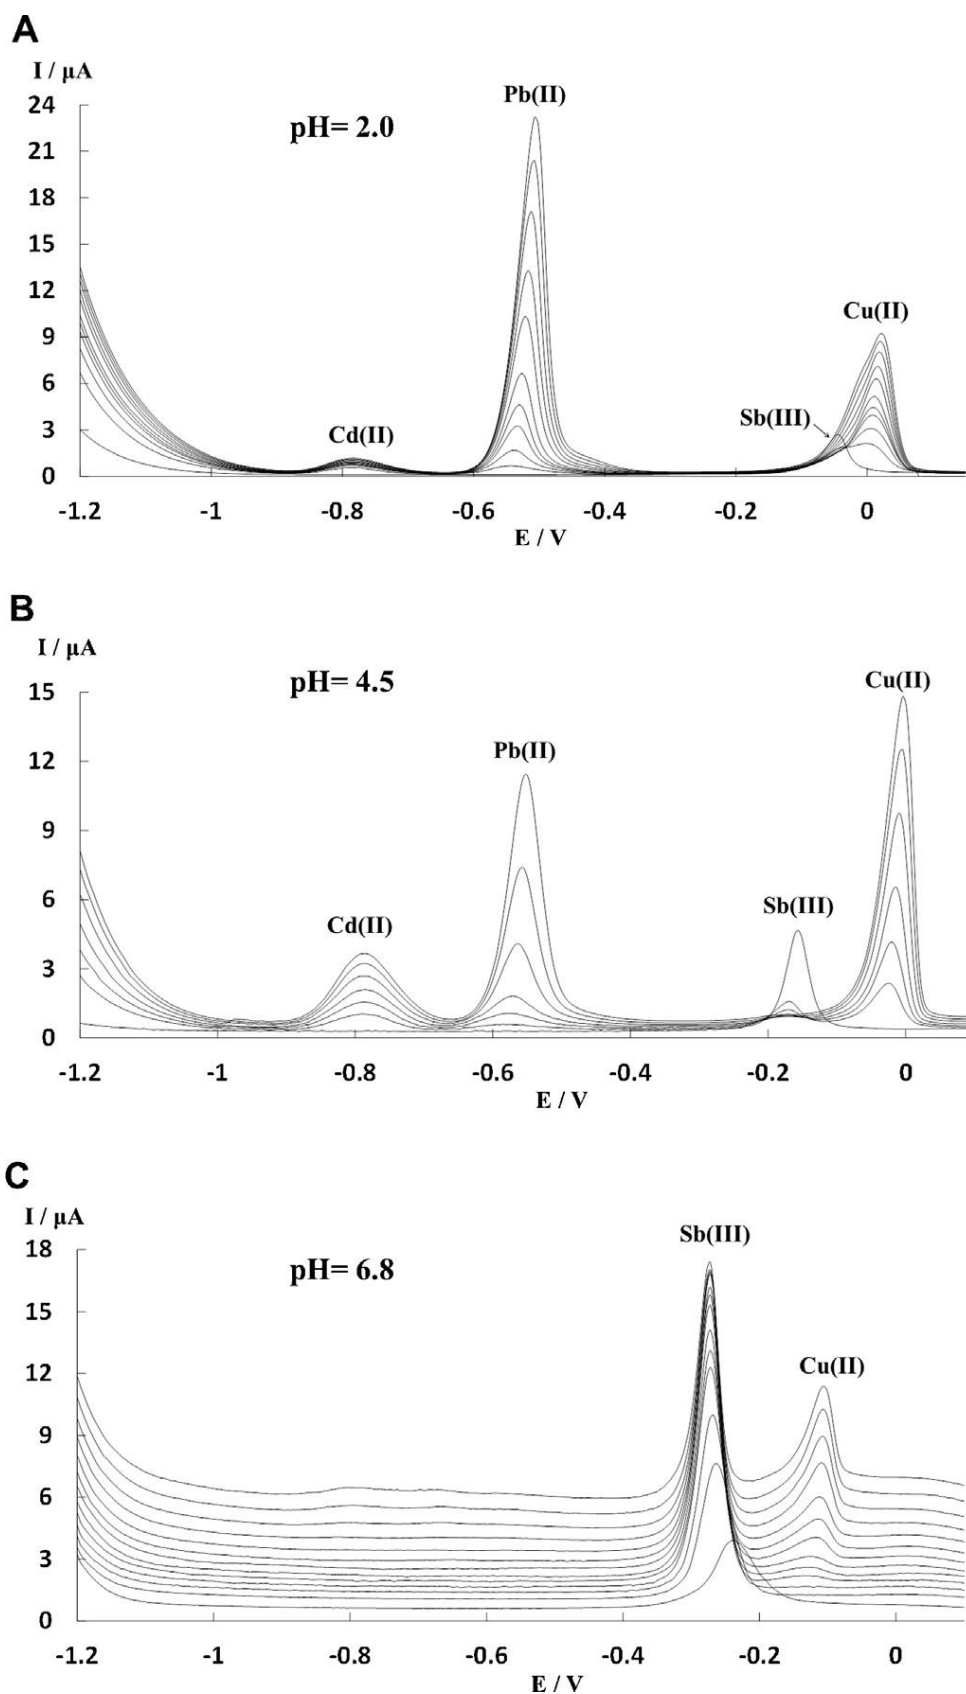 A
I / µA
Pb(II)
pH= 2.0
24
21
18
15
12
9
6
3
0
Cu(II)
Sb(III)
Cd(II)
-1.2 -1 -0.8 -0.6 -0.4 -0.2 0
E / V
B
I / µA
pH= 4.5
Cu(II)
15
12
9
6
3
0
Pb(II)
Sb(III)
Cd(II)
-1.2 -1 -0.8 -0.6 -0.4 -0.2 0
E / V
C
I / µA
Sb(III)
18
15
12
9
6
3
0
pH= 6.8
Cu(II)
-1.2 -1 -0.8 -0.6 -0.4 -0.2 0
E / V